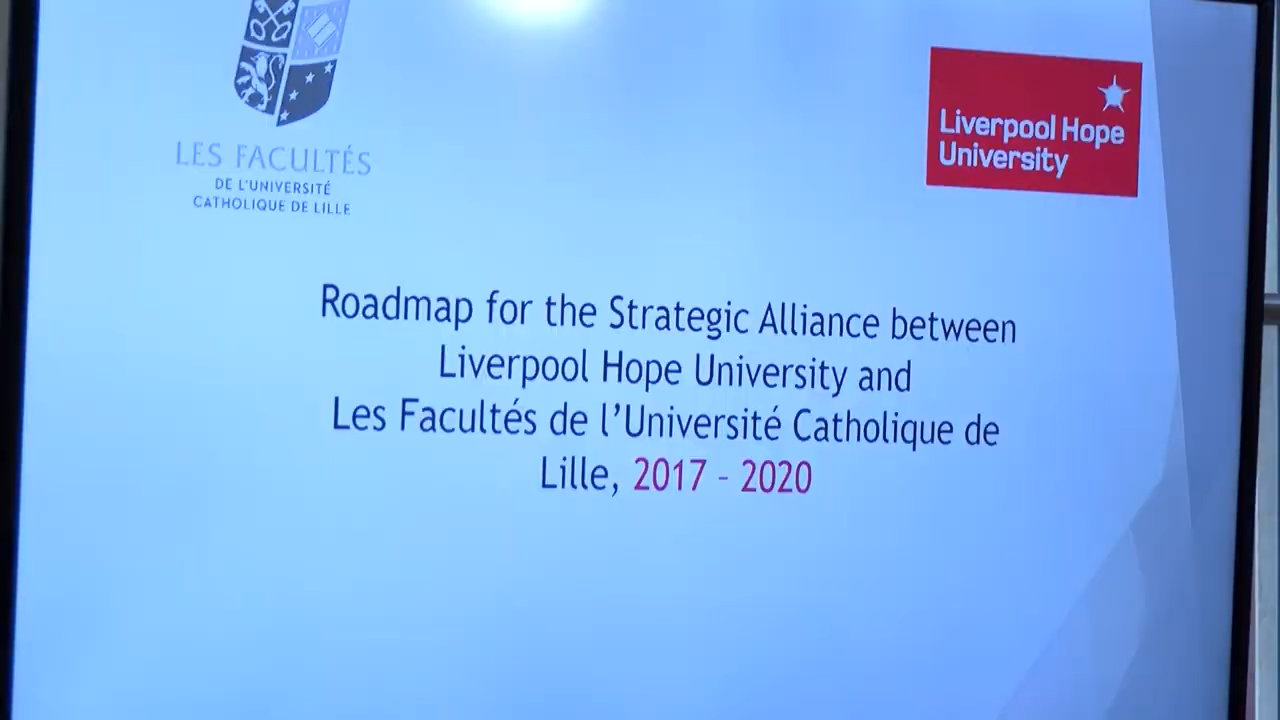 LES FACULTÉS
DE L'UNIVERSITÉ
CATHOLIQUE DE LILLE
Liverpool Hope
University
Roadmap for the Strategic Alliance between
Liverpool Hope University and
Les Facultés de l’Université Catholique de
Lille, 2017 - 2020